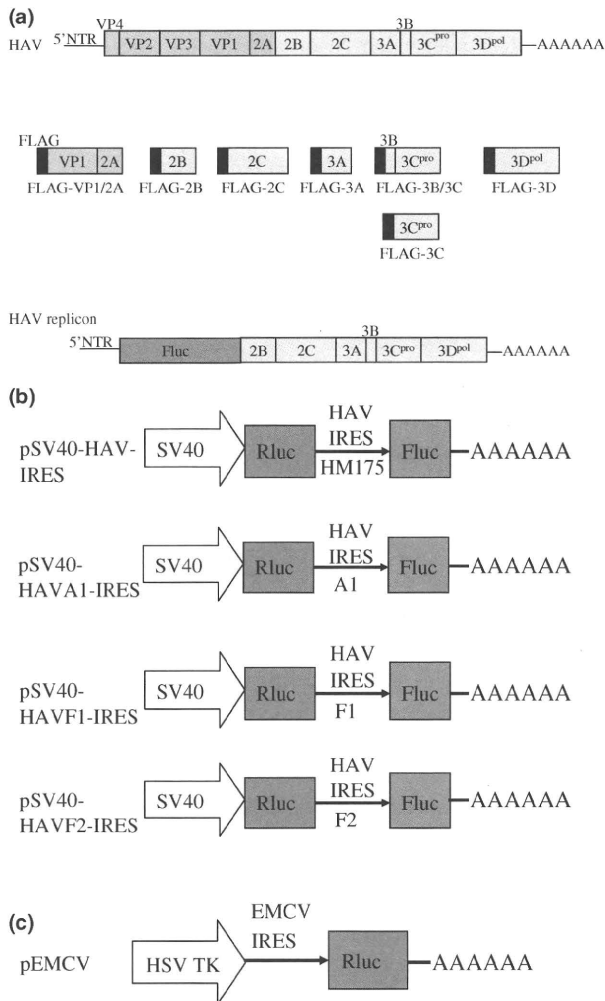 (a)
VP4
3B
HAV 5'NTR VP2 VP3 VP1 2A 2B 2C 3A 3Cpro 3Dpol AAAAAA
FLAG
3B
VP1 2A 2B 2C 3A 3Cpro 3Dpol
FLAG-VP1/2A FLAG-2B FLAG-2C FLAG-3A FLAG-3B/3C FLAG-3D
3Cpro
FLAG-3C
HAV replicon
3B
5'NTR Fluc 2B 2C 3A 3Cpro 3Dpol AAAAAA
(b)
pSV40-HAV-
IRES
SV40 Rluc
HAV
IRES
HM175
Fluc AAAAAA
pSV40-
HAVA1-IRES
SV40 Rluc
HAV
IRES
A1
Fluc AAAAAA
pSV40-
HAVF1-IRES
SV40 Rluc
HAV
IRES
F1
Fluc AAAAAA
pSV40-
HAVF2-IRES
SV40 Rluc
HAV
IRES
F2
Fluc AAAAAA
(c)
pEMCV HSV TK
EMCV
IRES
Rluc AAAAAA